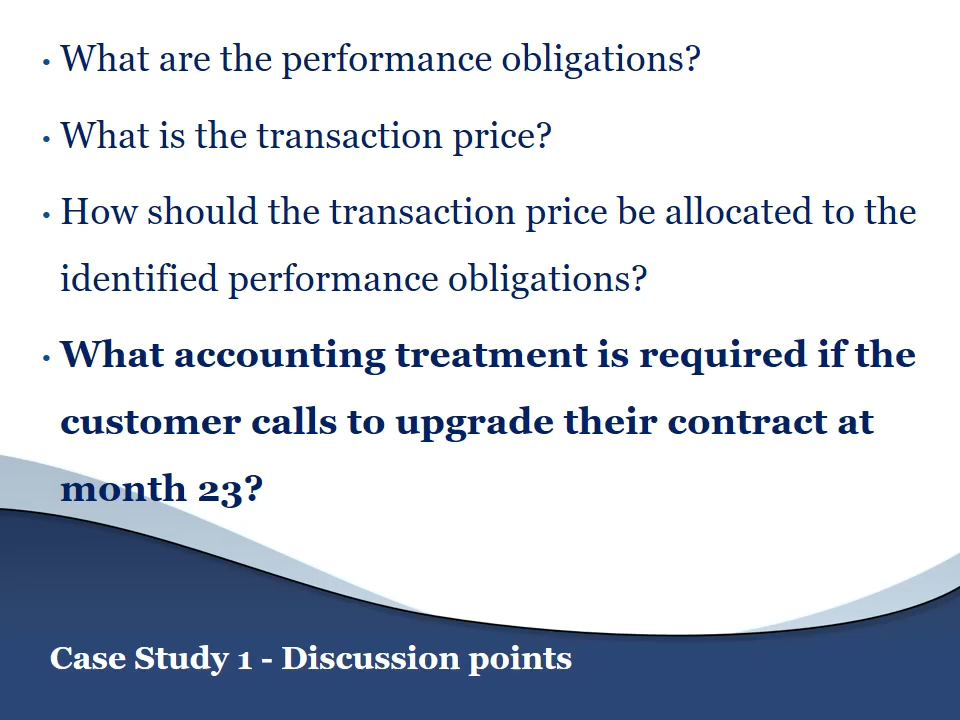 • What are the performance obligations?
• What is the transaction price?
• How should the transaction price be allocated to the
identified performance obligations?
• What accounting treatment is required if the
customer calls to upgrade their contract at
month 23?
Case Study 1 - Discussion points